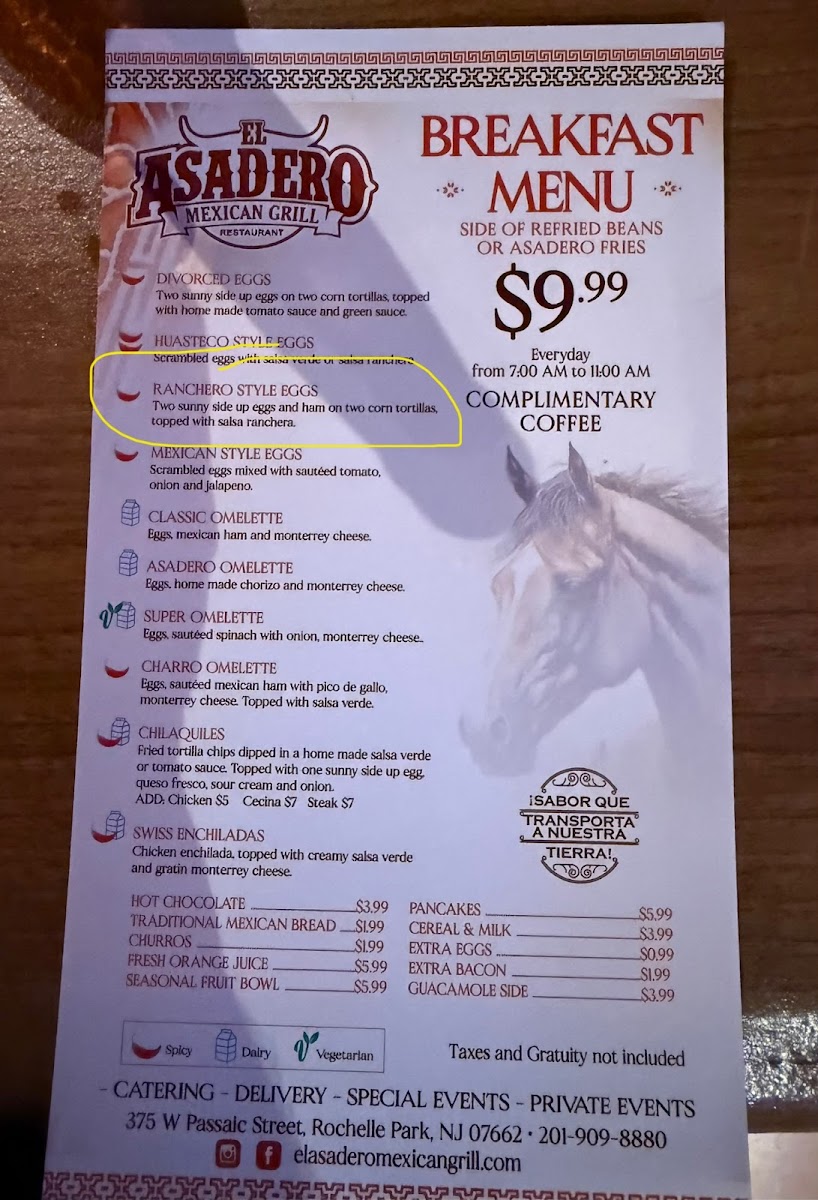 EL
ASADERO
MEXICAN GRILL
RESTAURANT
BREAKFAST
MENU
SIDE OF REFRIED BEANS
OR ASADERO FRIES
$9.99
Everyday
from 7:00 AM to 11:00 AM
COMPLIMENTARY
COFFEE
DIVORCED EGGS
Two sunny side up eggs on two corn tortillas, topped
with home made tomato sauce and green sauce.
HUASTECO STYLE EGGS
Scrambled eggs with salsa verde or salsa ranchera
RANCHERO STYLE EGGS
Two sunny side up eggs and ham on two corn tortillas,
topped with salsa ranchera.
MEXICAN STYLE EGGS
Scrambled eggs mixed with sautéed tomato,
onion and jalapeno.
CLASSIC OMELETTE
Eggs, mexican ham and monterrey cheese.
ASADERO OMELETTE
Eggs, home made chorizo and monterrey cheese.
SUPER OMELETTE
Eggs, sautéed spinach with onion, monterrey cheese..
CHARRO OMELETTE
Eggs, sautéed mexican ham with pico de gallo,
monterrey cheese. Topped with salsa verde.
CHILAQUILES
Fried tortilla chips dipped in a home made salsa verde
or tomato sauce. Topped with one sunny side up egg,
queso fresco, sour cream and onion.
ADD: Chicken $5 Cecina $7 Steak $7
SWISS ENCHILADAS
Chicken enchilada, topped with creamy salsa verde
and gratin monterrey cheese.
¡SABOR QUE
TRANSPORTA
A NUESTRA
TIERRA!
HOT CHOCOLATE $3.99
TRADITIONAL MEXICAN BREAD $1.99
CHURROS $1.99
FRESH ORANGE JUICE $5.99
SEASONAL FRUIT BOWL $5.99
PANCAKES $5.99
CEREAL & MILK $3.99
EXTRA EGGS $0.99
EXTRA BACON $1.99
GUACAMOLE SIDE $3.99
Spicy Dairy Vegetarian
Taxes and Gratuity not included
- CATERING - DELIVERY - SPECIAL EVENTS - PRIVATE EVENTS
375 W Passaic Street, Rochelle Park, NJ 07662 • 201-909-8880
elasaderomexicangrill.com